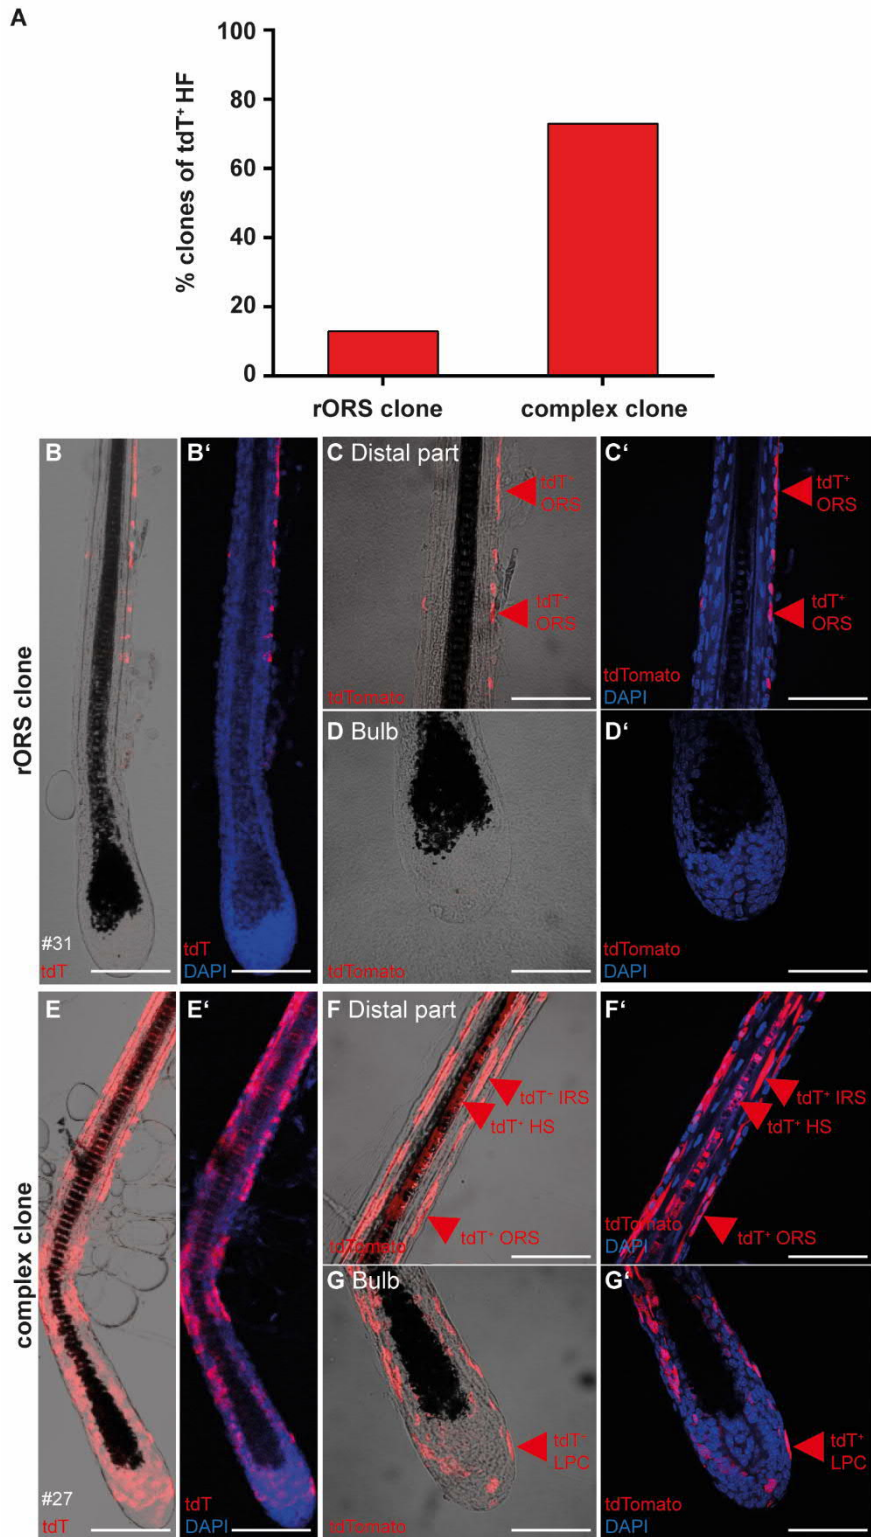 A
% clones of tdT⁺ HF
100
80
60
40
20
0
rORS clone
complex clone
rORS clone
B
#31
tdT
B'
tdT
DAPI
C Distal part
tdT⁺
ORS
tdT⁺
ORS
tdTomato
C'
tdT⁺
ORS
tdT⁺
ORS
tdTomato
DAPI
D Bulb
tdTomato
D'
tdTomato
DAPI
complex clone
E
#27
tdT
E'
tdT
DAPI
F Distal part
tdT⁻ IRS
tdT⁺ HS
tdT⁺ ORS
tdTomato
F'
tdT⁺ IRS
tdT⁺ HS
tdT⁺ ORS
tdTomato
DAPI
G Bulb
tdT⁻
LPC
tdTomato
G'
tdT⁺
LPC
tdTomato
DAPI